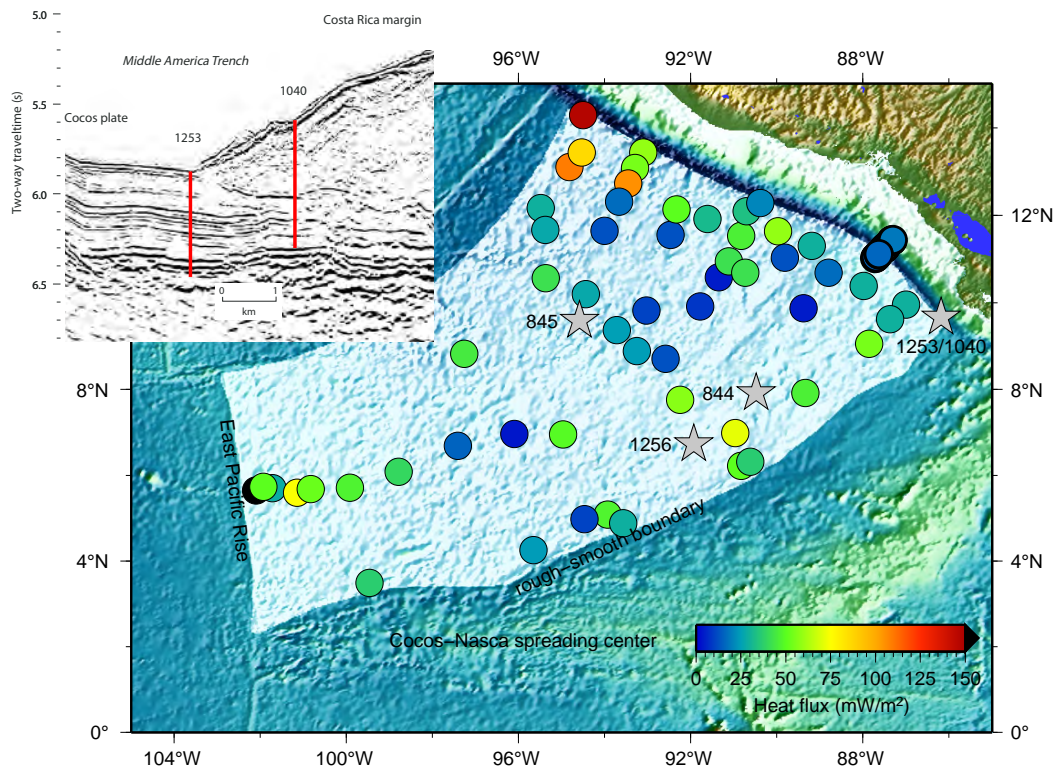 Costa Rica margin
5.0
Middle America Trench
Two-way traveltime (s)
1040
5.5
Cocos plate
1253
6.0
0 1
km
6.5
96°W 92°W 88°W
12°N
845
1253/1040
8°N 8°N
844
1256
East Pacific Rise
rough−smooth boundary
4°N 4°N
Cocos−Nasca spreading center
0 25 50 75 100 125 150
Heat flux (mW/m²)
0° 0°
104°W 100°W 96°W 92°W 88°W